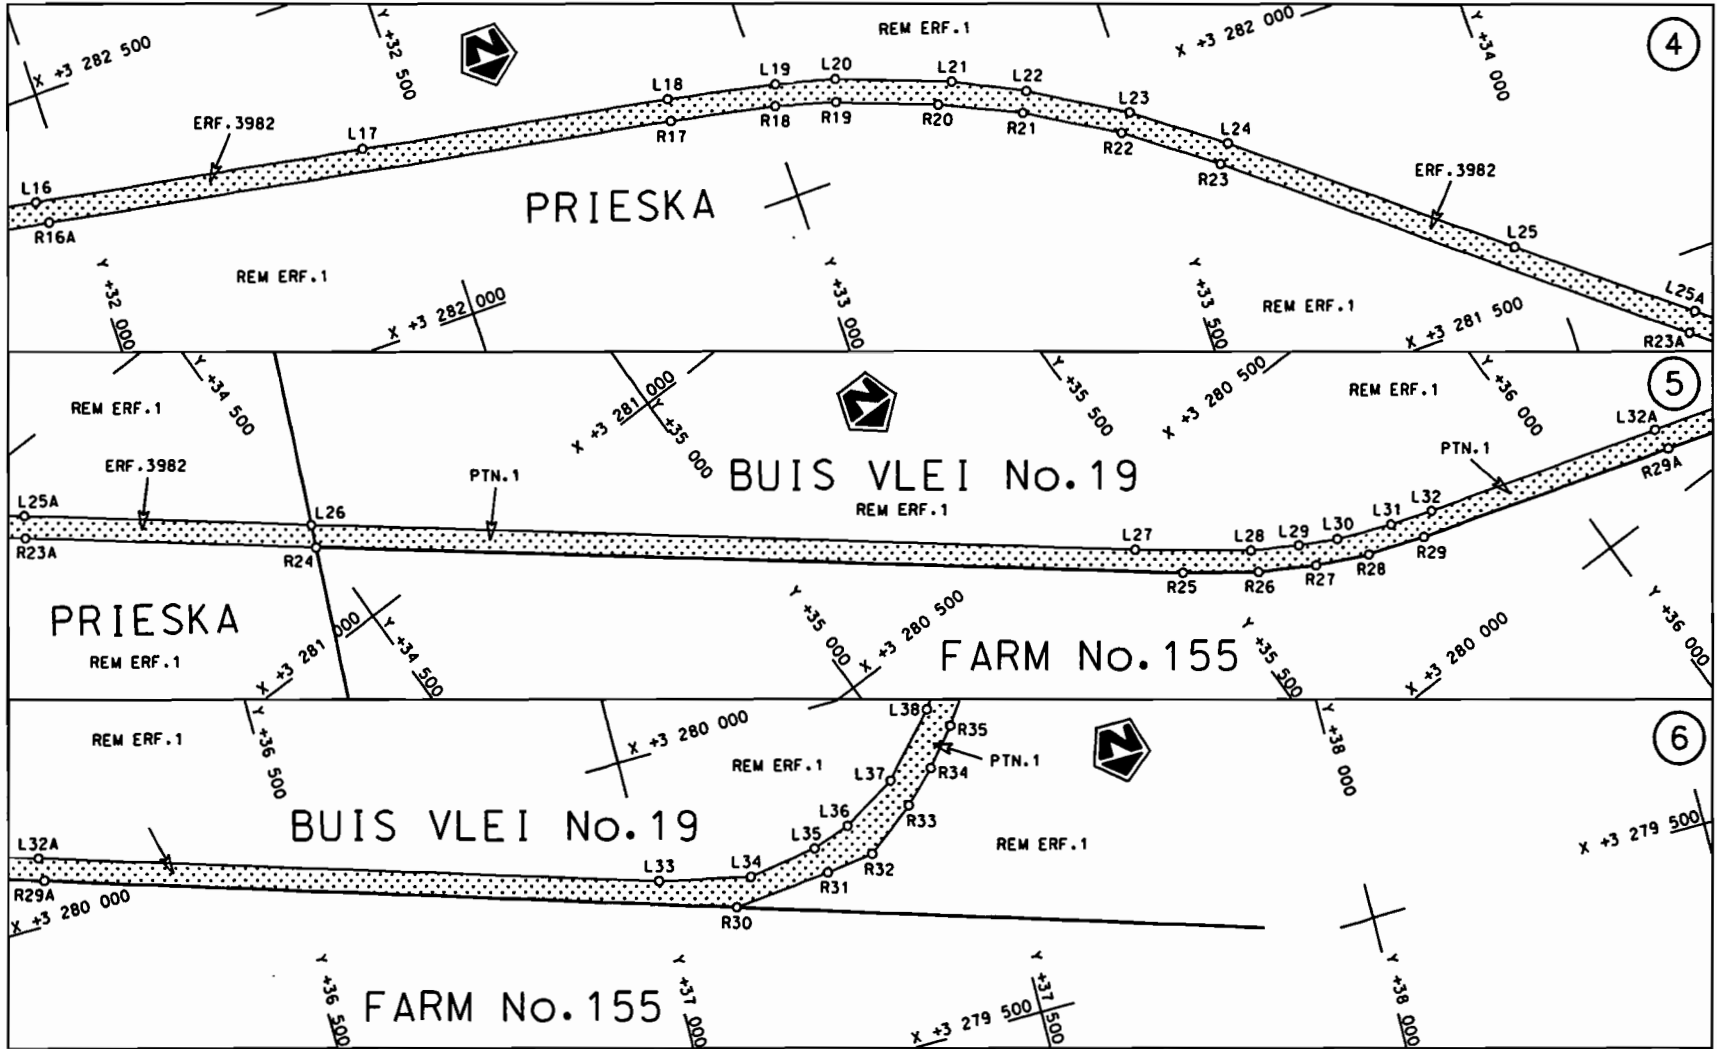 X +3 282 500
Y +32 500
N
REM ERF.1
X +3 282 000
Y +34 000
4
L16
ERF.3982
L17
L18
L19
L20
L21
L22
L23
L24
ERF.3982
L25
L25A
R16A
R17
R18
R19
R20
R21
R22
R23
R23A
PRIESKA
REM ERF.1
REM ERF.1
Y +32 000
X +3 282 000
Y +33 000
Y +33 500
X +3 281 500
REM ERF.1
Y +34 500
X +3 281 000
Y +35 000
N
Y +35 500
X +3 280 500
REM ERF.1
Y +36 000
5
ERF.3982
PTN.1
BUIS VLEI No.19
REM ERF.1
PTN.1
L25A
L26
L27
L28
L29
L30
L31
L32
L32A
R23A
R24
R25
R26
R27
R28
R29
R29A
PRIESKA
REM ERF.1
X +3 281 000
Y +34 500
Y +35 000
X +3 280 500
FARM No.155
Y +35 500
X +3 280 000
Y +36 000
REM ERF.1
Y +36 500
X +3 280 000
REM ERF.1
N
Y +38 000
6
L38
R35
PTN.1
R34
L37
R33
BUIS VLEI No.19
L36
L35
R32
R31
REM ERF.1
X +3 279 500
L32A
L33
L34
R29A
R30
X +3 280 000
FARM No.155
Y +36 500
Y +37 000
X +3 279 500
Y +37 500
Y +38 000